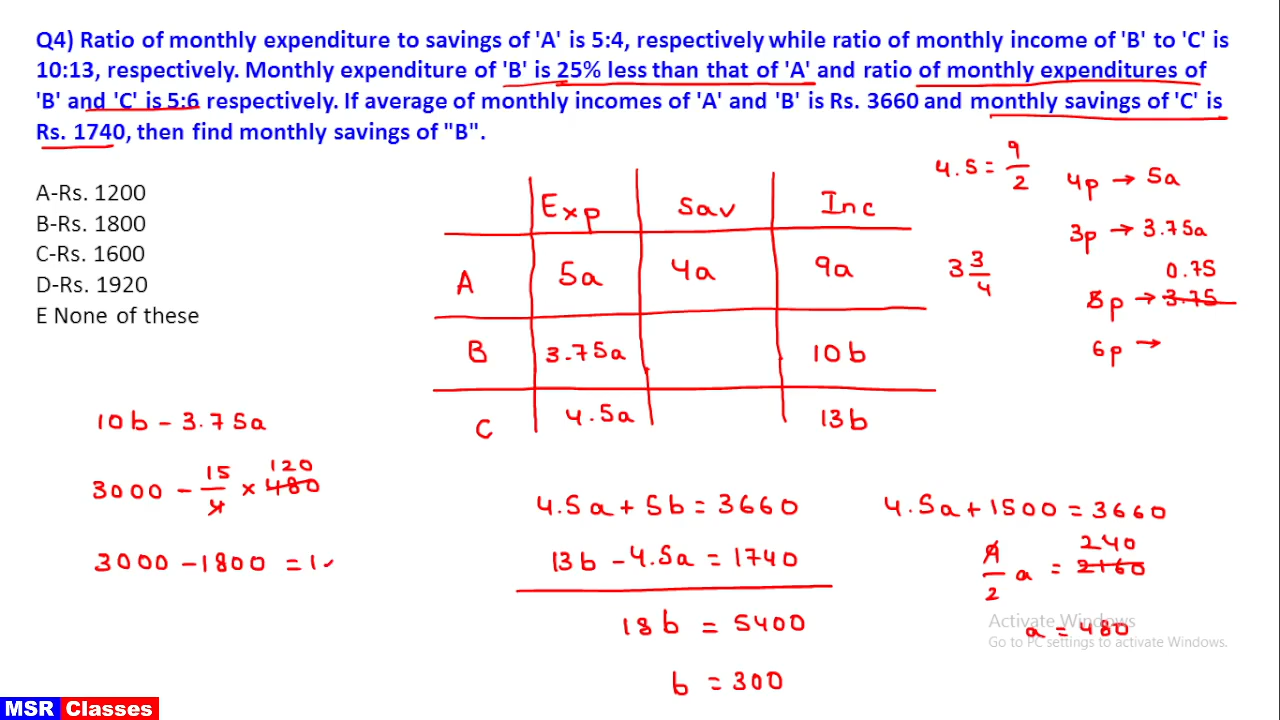 Q4) Ratio of monthly expenditure to savings of 'A' is 5:4, respectively while ratio of monthly income of 'B' to 'C' is
10:13, respectively. Monthly expenditure of 'B' is 25% less than that of 'A' and ratio of monthly expenditures of
'B' and 'C' is 5:6 respectively. If average of monthly incomes of 'A' and 'B' is Rs. 3660 and monthly savings of 'C' is
Rs. 1740, then find monthly savings of "B".
A-Rs. 1200
B-Rs. 1800
C-Rs. 1600
D-Rs. 1920
E None of these
Exp Sav Inc
A 5a 4a 9a
B 3.75a 10b
C 4.5a 13b
4.5 = 9/2
3 3/4
4p → 5a
3p → 3.75a
0.75
5p → 3.75
6p →
10b - 3.75a
120
3000 - 15/4 × 480
3000 - 1800 = 1
4.5a + 5b = 3660
13b - 4.5a = 1740
18b = 5400
b = 300
4.5a + 1500 = 3660
240
9/2 a = 2160
a = 480
Activate Windows
Go to PC settings to activate Windows.
MSR Classes